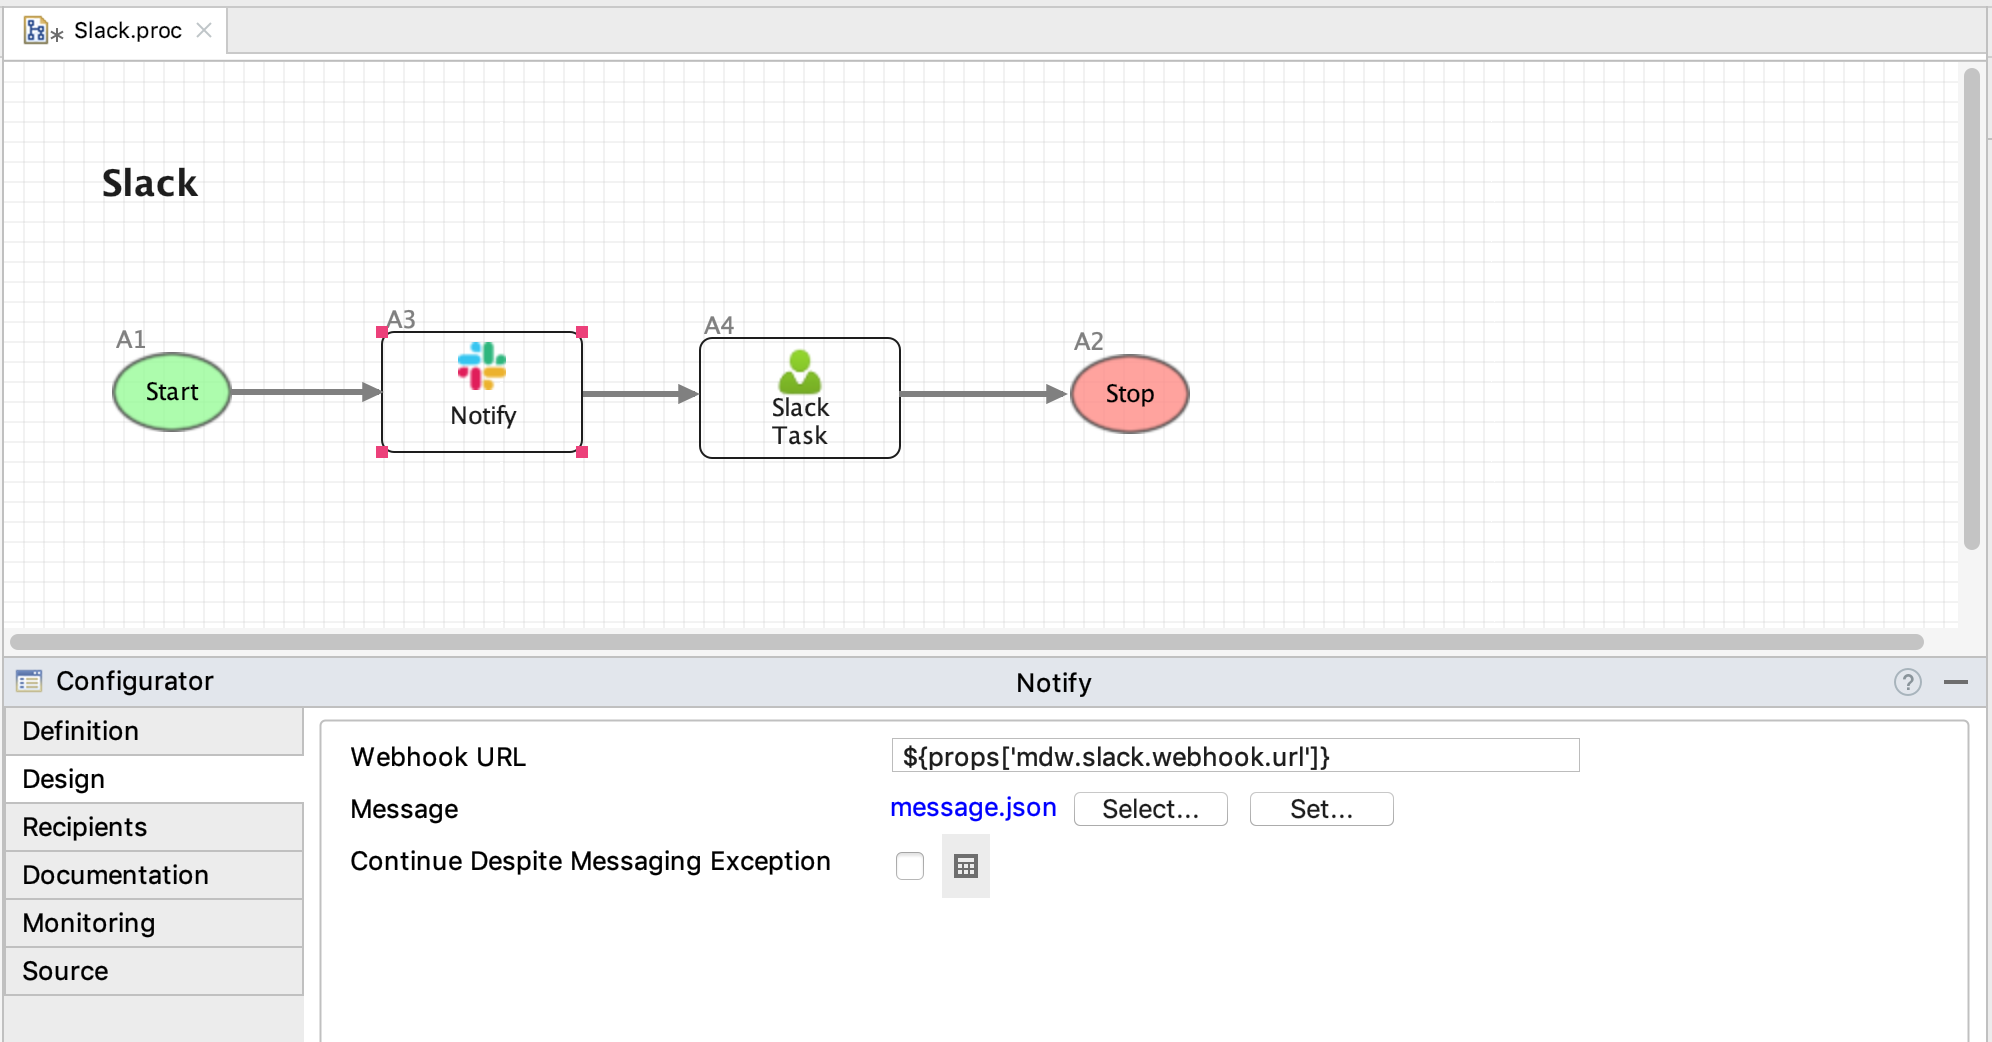 * Slack.proc
Slack
A1
Start
A3
Notify
A4
Slack
Task
A2
Stop
Configurator
Notify
?
Definition
Design
Recipients
Documentation
Monitoring
Source
Webhook URL
${props['mdw.slack.webhook.url']}
Message
message.json
Select...
Set...
Continue Despite Messaging Exception